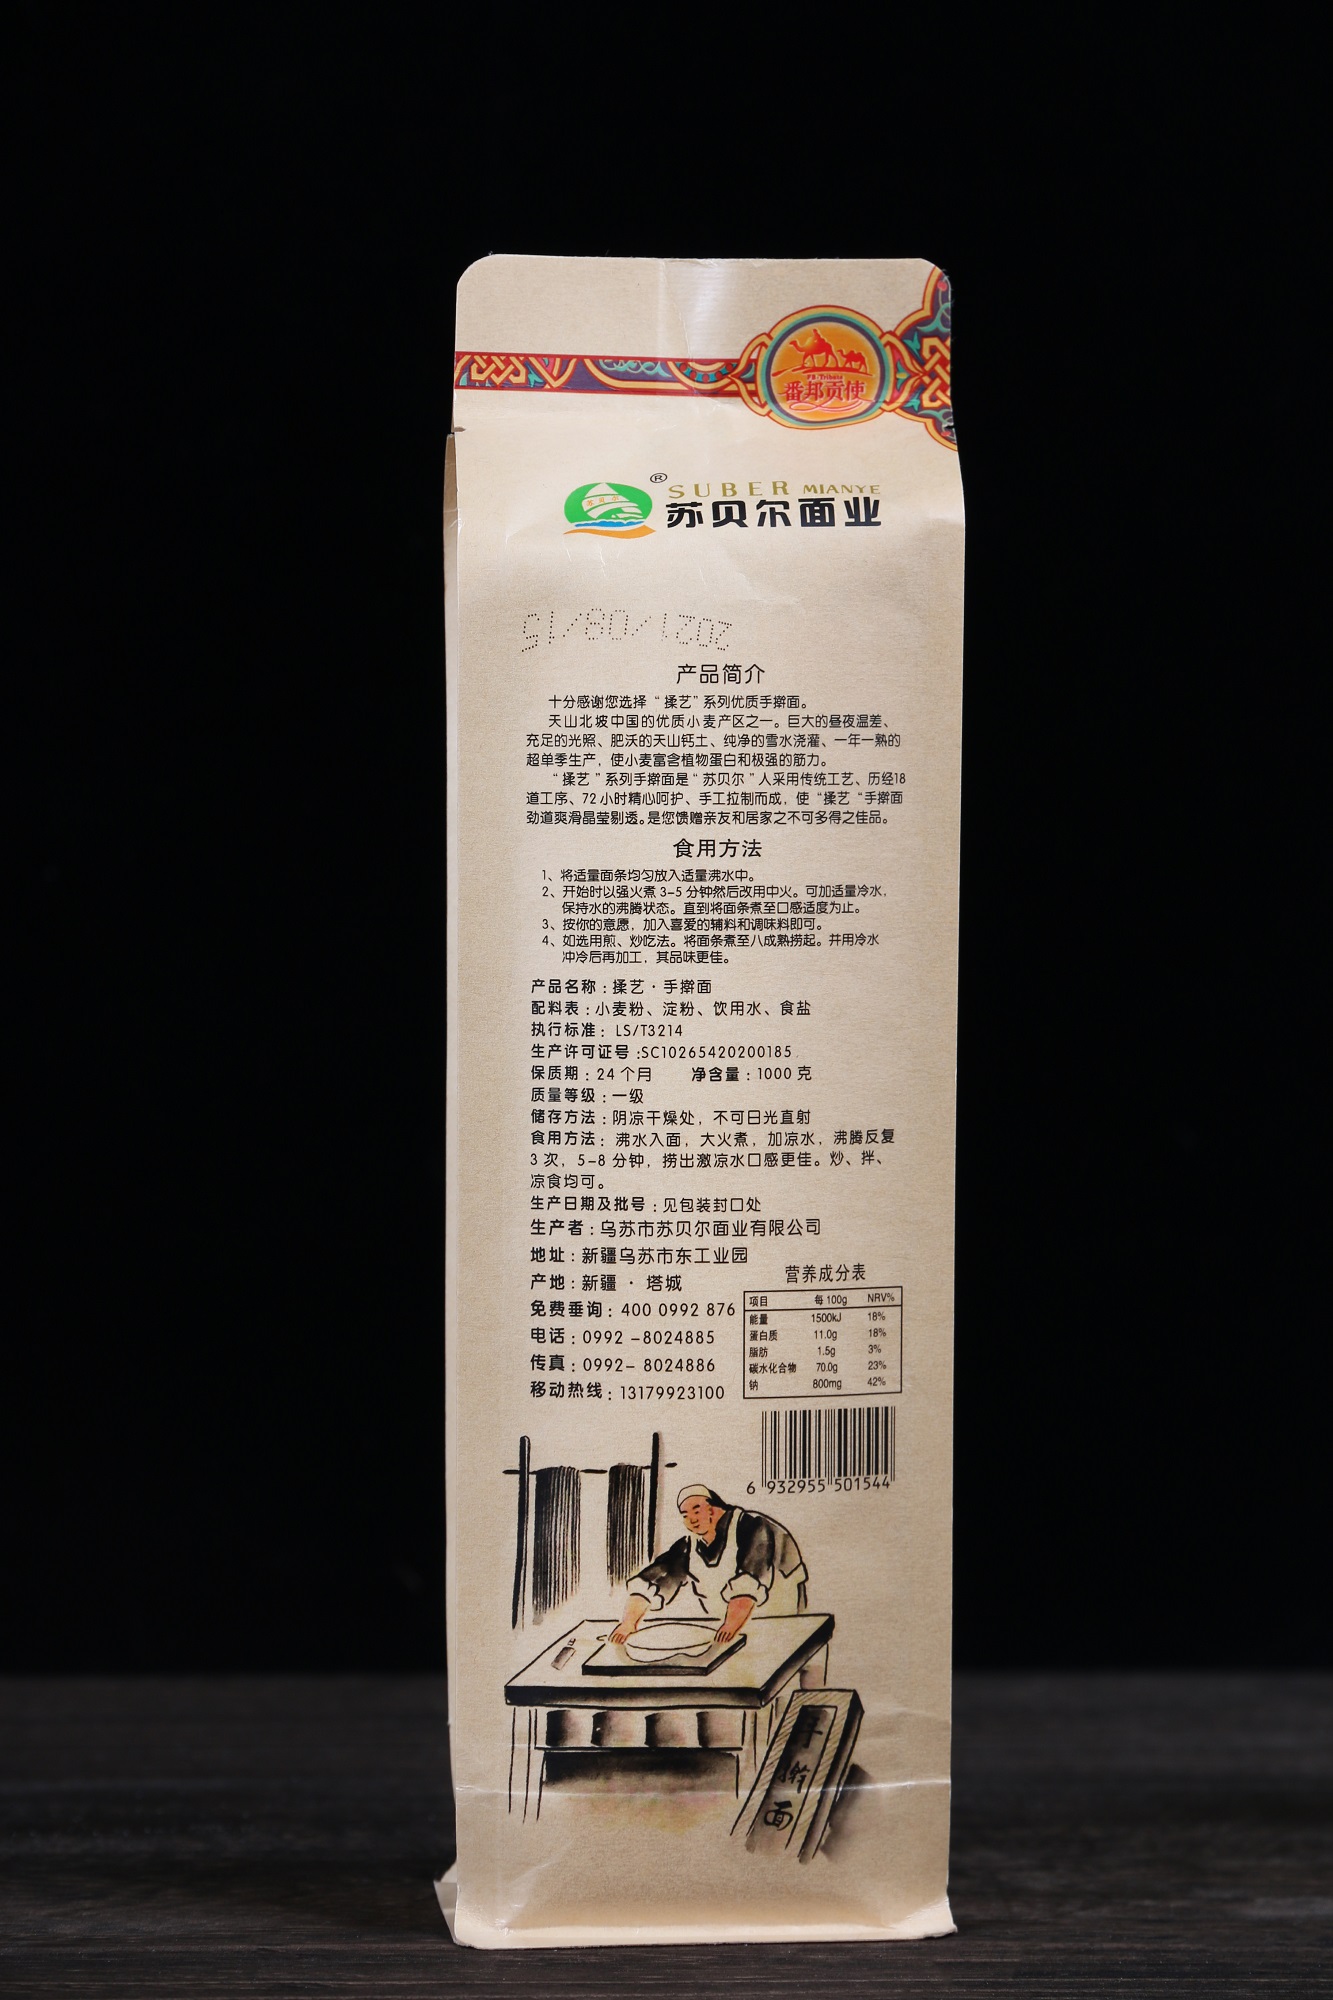 FB·Tribute
番邦贡使
®
SUBER MIANYE
苏贝尔面业
苏贝尔
2021/08/15
产品简介
十分感谢您选择“揉艺”系列优质手擀面。
天山北坡中国的优质小麦产区之一。巨大的昼夜温差、
充足的光照、肥沃的天山钙土、纯净的雪水浇灌、一年一熟的
超单季生产，使小麦富含植物蛋白和极强的筋力。
“揉艺”系列手擀面是“苏贝尔”人采用传统工艺、历经18
道工序、72小时精心呵护、手工拉制而成，使“揉艺“手擀面
劲道爽滑晶莹剔透。是您馈赠亲友和居家之不可多得之佳品。
食用方法
1、将适量面条均匀放入适量沸水中。
2、开始时以强火煮3-5分钟然后改用中火。可加适量冷水，
保持水的沸腾状态。直到将面条煮至口感适度为止。
3、按你的意愿，加入喜爱的辅料和调味料即可。
4、如选用煎、炒吃法。将面条煮至八成熟捞起。并用冷水
冲冷后再加工，其品味更佳。
产品名称：揉艺·手擀面
配料表：小麦粉、淀粉、饮用水、食盐
执行标准：LS/T3214
生产许可证号:SC10265420200185
保质期：24个月 净含量：1000克
质量等级：一级
储存方法：阴凉干燥处，不可日光直射
食用方法：沸水入面，大火煮，加凉水，沸腾反复
3次，5-8分钟，捞出激凉水口感更佳。炒、拌、
凉食均可。
生产日期及批号：见包装封口处
生产者：乌苏市苏贝尔面业有限公司
地址：新疆乌苏市东工业园
产地：新疆·塔城
免费垂询：400 0992 876
电话：0992-8024885
传真：0992-8024886
移动热线：13179923100
营养成分表
项目 每100g NRV%
能量 1500kJ 18%
蛋白质 11.0g 18%
脂肪 1.5g 3%
碳水化合物 70.0g 23%
钠 800mg 42%
6 932955 501544
手擀面